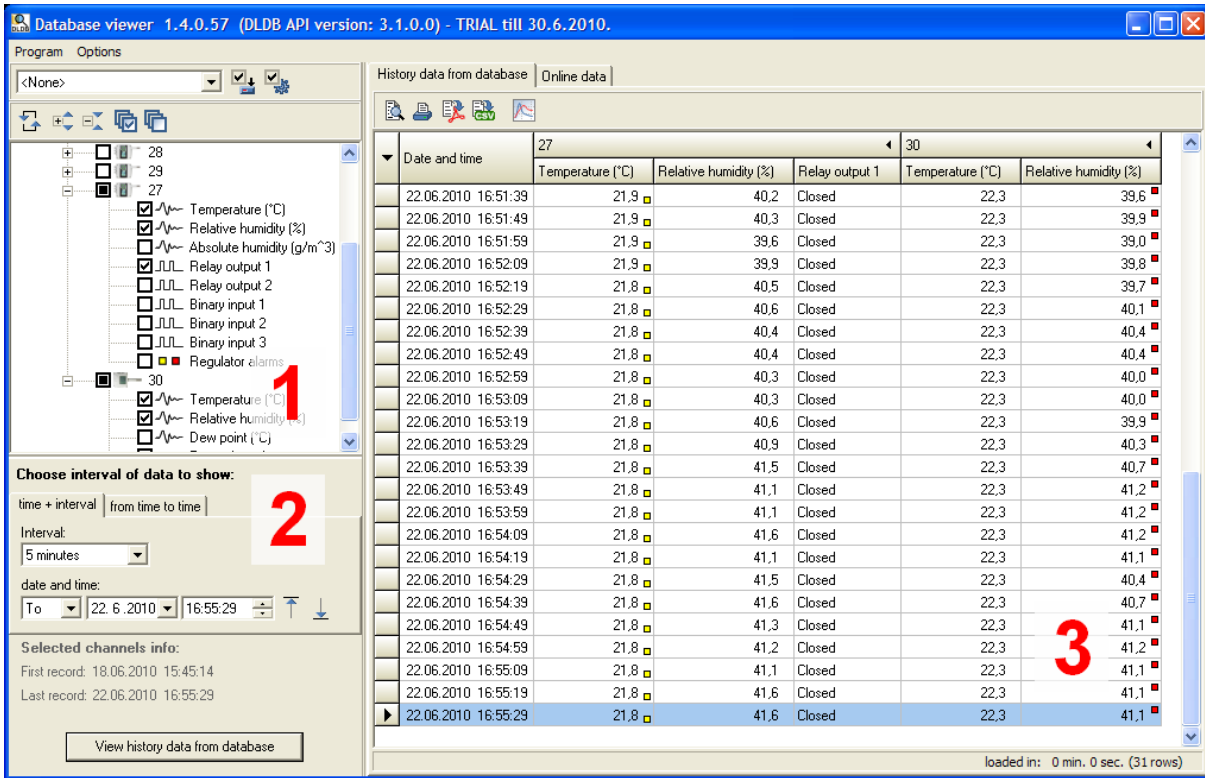 Database viewer 1.4.0.57 (DLDB API version: 3.1.0.0) - TRIAL till 30.6.2010.
Program Options
<None>
28
29
27
Temperature (°C)
Relative humidity (%)
Absolute humidity (g/m^3)
Relay output 1
Relay output 2
Binary input 1
Binary input 2
Binary input 3
Regulator alarms
30
Temperature (°C)
Relative humidity (%)
Dew point (°C)
1
Choose interval of data to show:
time + interval from time to time
2
Interval:
5 minutes
date and time:
To 22. 6 .2010 16:55:29
Selected channels info:
First record: 18.06.2010 15:45:14
Last record: 22.06.2010 16:55:29
View history data from database
History data from database Online data
CSV
Date and time 27 30
Temperature (°C) Relative humidity (%) Relay output 1 Temperature (°C) Relative humidity (%)
22.06.2010 16:51:39 21,9 40,2 Closed 22,3 39,6
22.06.2010 16:51:49 21,9 40,3 Closed 22,3 39,9
22.06.2010 16:51:59 21,9 39,6 Closed 22,3 39,0
22.06.2010 16:52:09 21,9 39,9 Closed 22,3 39,8
22.06.2010 16:52:19 21,8 40,5 Closed 22,3 39,7
22.06.2010 16:52:29 21,8 40,6 Closed 22,3 40,1
22.06.2010 16:52:39 21,8 40,4 Closed 22,3 40,4
22.06.2010 16:52:49 21,8 40,4 Closed 22,3 40,4
22.06.2010 16:52:59 21,8 40,3 Closed 22,3 40,0
22.06.2010 16:53:09 21,8 40,3 Closed 22,3 40,0
22.06.2010 16:53:19 21,8 40,6 Closed 22,3 39,9
22.06.2010 16:53:29 21,8 40,9 Closed 22,3 40,3
22.06.2010 16:53:39 21,8 41,5 Closed 22,3 40,7
22.06.2010 16:53:49 21,8 41,1 Closed 22,3 41,2
22.06.2010 16:53:59 21,8 41,1 Closed 22,3 41,2
22.06.2010 16:54:09 21,8 41,6 Closed 22,3 41,2
22.06.2010 16:54:19 21,8 41,1 Closed 22,3 41,1
22.06.2010 16:54:29 21,8 41,5 Closed 22,3 40,4
22.06.2010 16:54:39 21,8 41,6 Closed 22,3 40,7
22.06.2010 16:54:49 21,8 41,3 Closed 22,3 41,1
22.06.2010 16:54:59 21,8 41,2 Closed 22,3 41,2
22.06.2010 16:55:09 21,8 41,1 Closed 22,3 41,1
22.06.2010 16:55:19 21,8 41,6 Closed 22,3 41,1
22.06.2010 16:55:29 21,8 41,6 Closed 22,3 41,1
3
loaded in: 0 min. 0 sec. (31 rows)